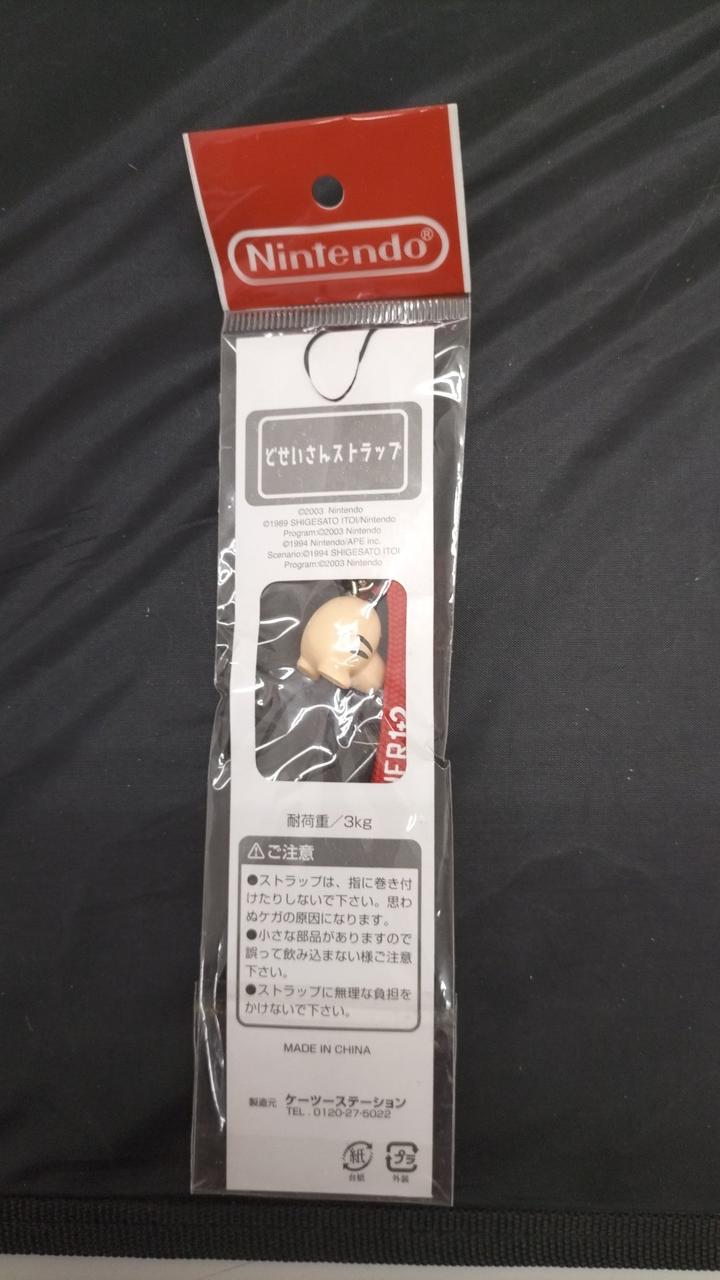 Nintendo®
どせいさんストラップ
©2003 Nintendo
©1989 SHIGESATO ITOI/Nintendo
Program:©2003 Nintendo
©1994 Nintendo/APE inc.
Scenario:©1994 SHIGESATO ITOI
Program:©2003 Nintendo
HER1+2
耐荷重/3kg
⚠ご注意
●ストラップは、指に巻き付
けたりしないで下さい。思わ
ぬケガの原因になります。
●小さな部品がありますので
誤って飲み込まない様ご注意
下さい。
●ストラップに無理な負担を
かけないで下さい。
MADE IN CHINA
製造元 ケーツーステーション
TEL . 0120-27-5022
紙
台紙
プラ
外装